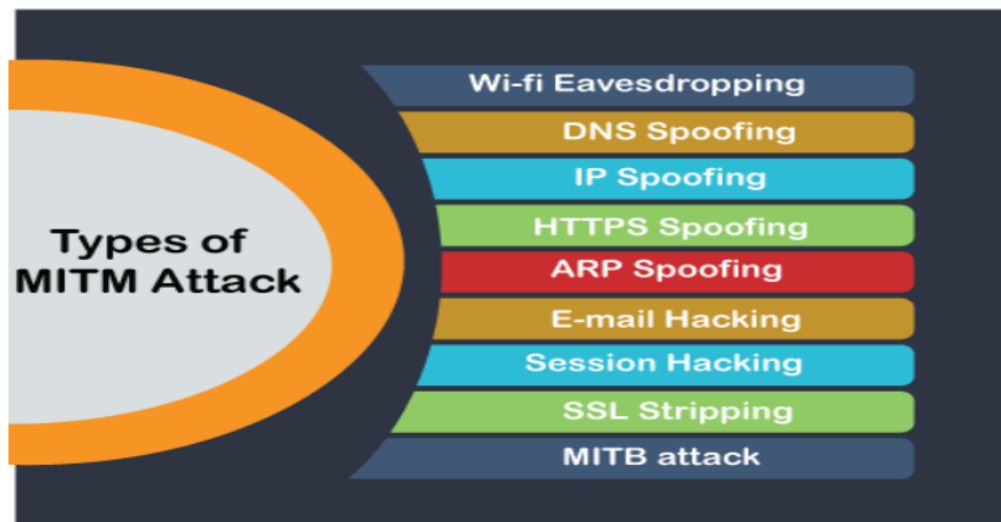 Types of
MITM Attack
Wi-fi Eavesdropping
DNS Spoofing
IP Spoofing
HTTPS Spoofing
ARP Spoofing
E-mail Hacking
Session Hacking
SSL Stripping
MITB attack